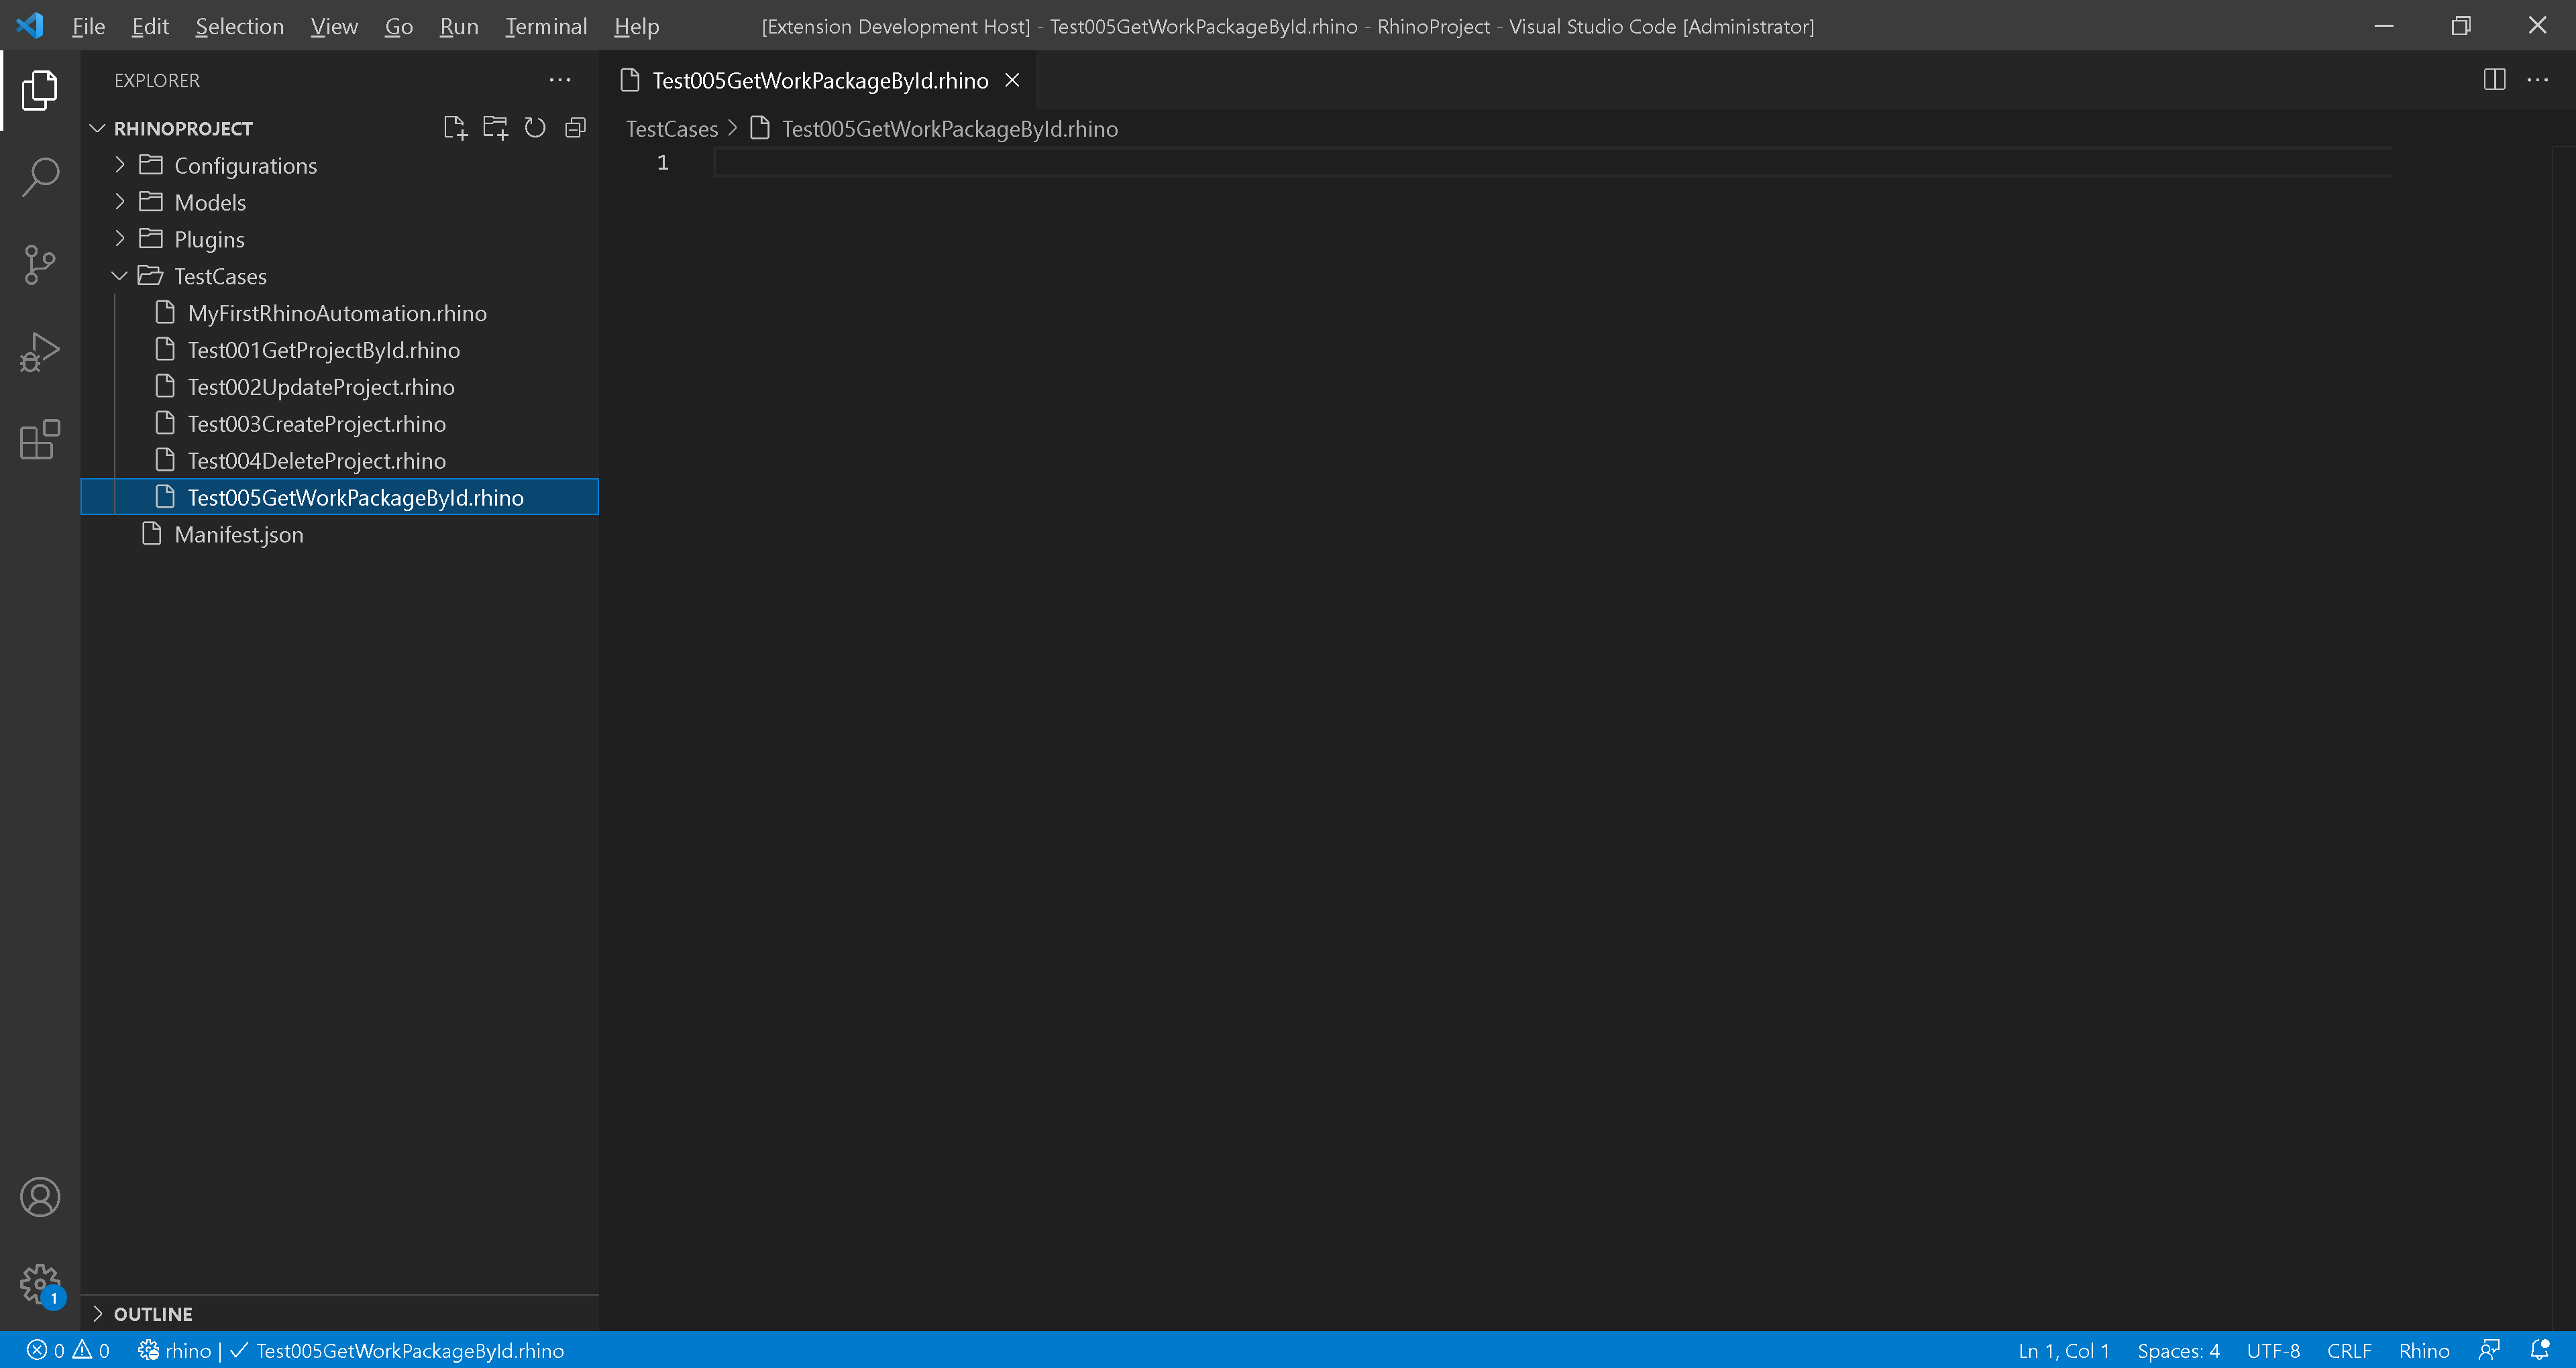 File Edit Selection View Go Run Terminal Help [Extension Development Host] - Test005GetWorkPackageById.rhino - RhinoProject - Visual Studio Code [Administrator]
EXPLORER
Test005GetWorkPackageById.rhino
RHINOPROJECT
TestCases Test005GetWorkPackageById.rhino
1
Configurations
Models
Plugins
TestCases
MyFirstRhinoAutomation.rhino
Test001GetProjectById.rhino
Test002UpdateProject.rhino
Test003CreateProject.rhino
Test004DeleteProject.rhino
Test005GetWorkPackageById.rhino
Manifest.json
1
OUTLINE
0 0 rhino | Test005GetWorkPackageById.rhino Ln 1, Col 1 Spaces: 4 UTF-8 CRLF Rhino